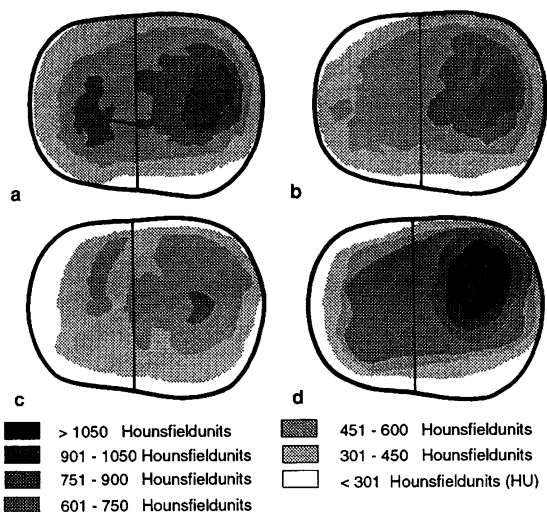 a
b
c
d
> 1050 Hounsfieldunits
901 - 1050 Hounsfieldunits
751 - 900 Hounsfieldunits
601 - 750 Hounsfieldunits
451 - 600 Hounsfieldunits
301 - 450 Hounsfieldunits
< 301 Hounsfieldunits (HU)